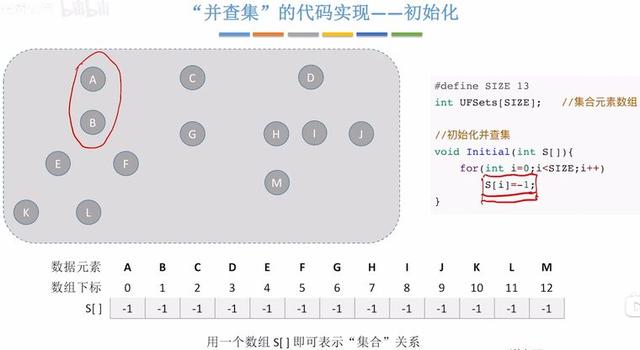 bilibili
“并查集”的代码实现——初始化
A
C
D
B
G
H
I
J
E
F
M
K
L
#define SIZE 13
int UFSets[SIZE]; //集合元素数组
//初始化并查集
void Initial(int S[]){
for(int i=0;i<SIZE;i++)
S[i]=-1;
}
数据元素 A B C D E F G H I J K L M
数组下标 0 1 2 3 4 5 6 7 8 9 10 11 12
S[ ] -1 -1 -1 -1 -1 -1 -1 -1 -1 -1 -1 -1 -1
用一个数组 S[ ] 即可表示“集合”关系